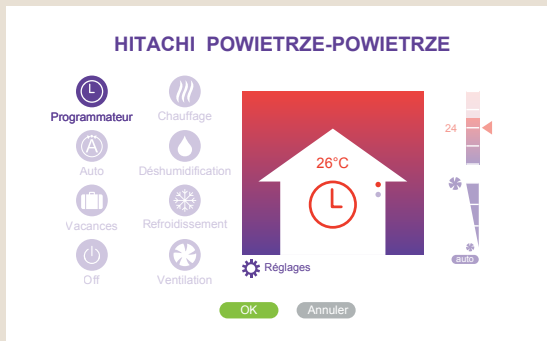 HITACHI POWIETRZE-POWIETRZE
Programmateur
Chauffage
Auto
Déshumidification
Vacances
Refroidissement
Off
Ventilation
A
26°C
24
auto
Réglages
OK
Annuler